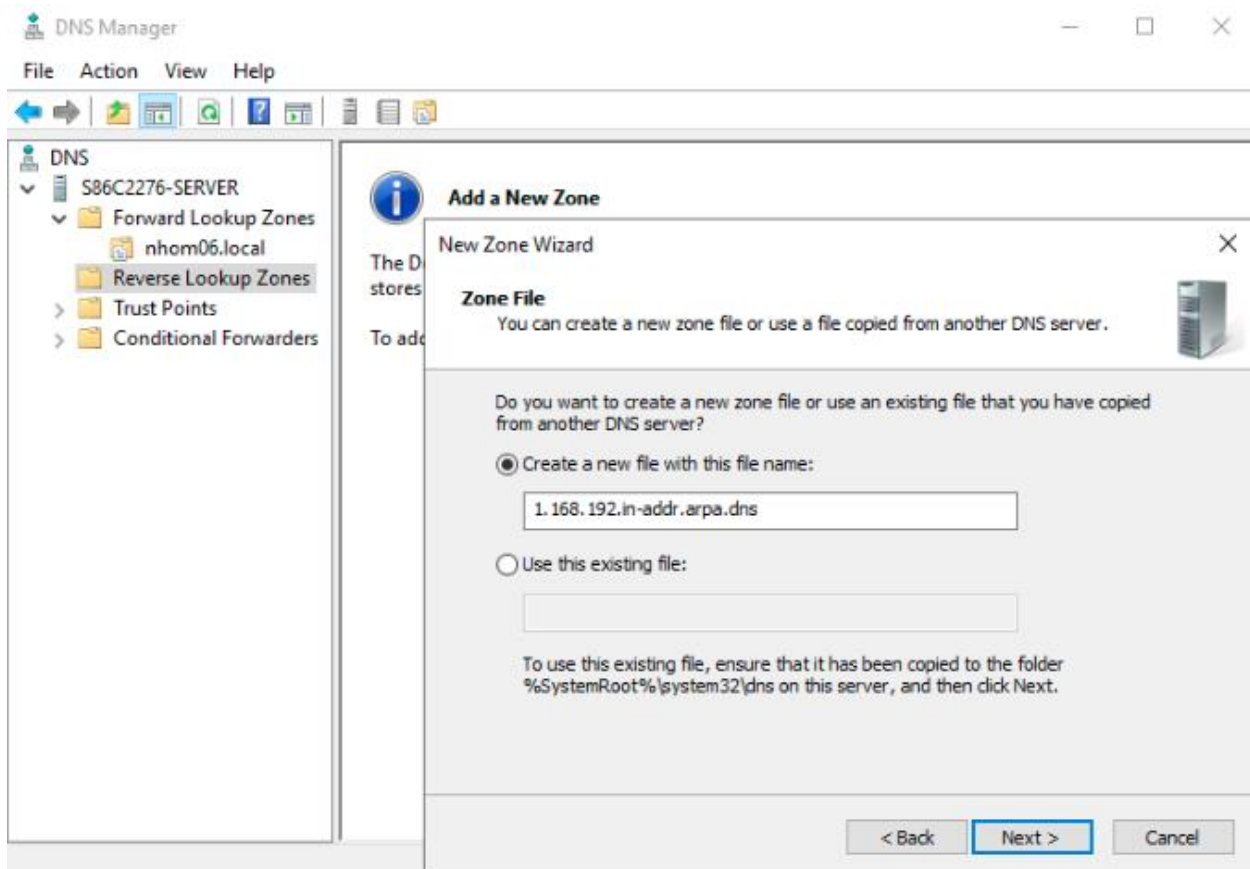 DNS Manager
File Action View Help
DNS
S86C2276-SERVER
Forward Lookup Zones
nhom06.local
Reverse Lookup Zones
Trust Points
Conditional Forwarders
Add a New Zone
The D
stores
To add
New Zone Wizard
Zone File
You can create a new zone file or use a file copied from another DNS server.
Do you want to create a new zone file or use an existing file that you have copied
from another DNS server?
Create a new file with this file name:
1.168.192.in-addr.arpa.dns
Use this existing file:
To use this existing file, ensure that it has been copied to the folder
%SystemRoot%\system32\dns on this server, and then click Next.
< Back Next > Cancel